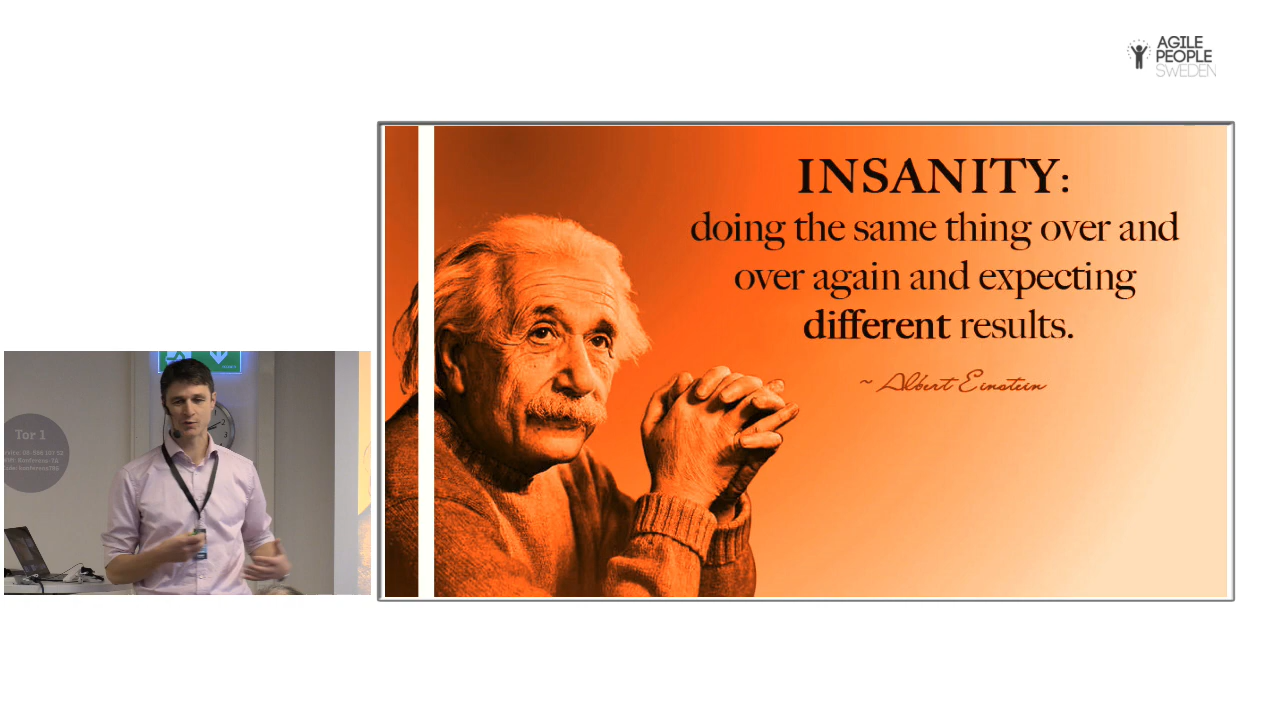 AGILE
PEOPLE
SWEDEN
INSANITY:
doing the same thing over and
over again and expecting
different results.
~ Albert Einstein
Tor 1